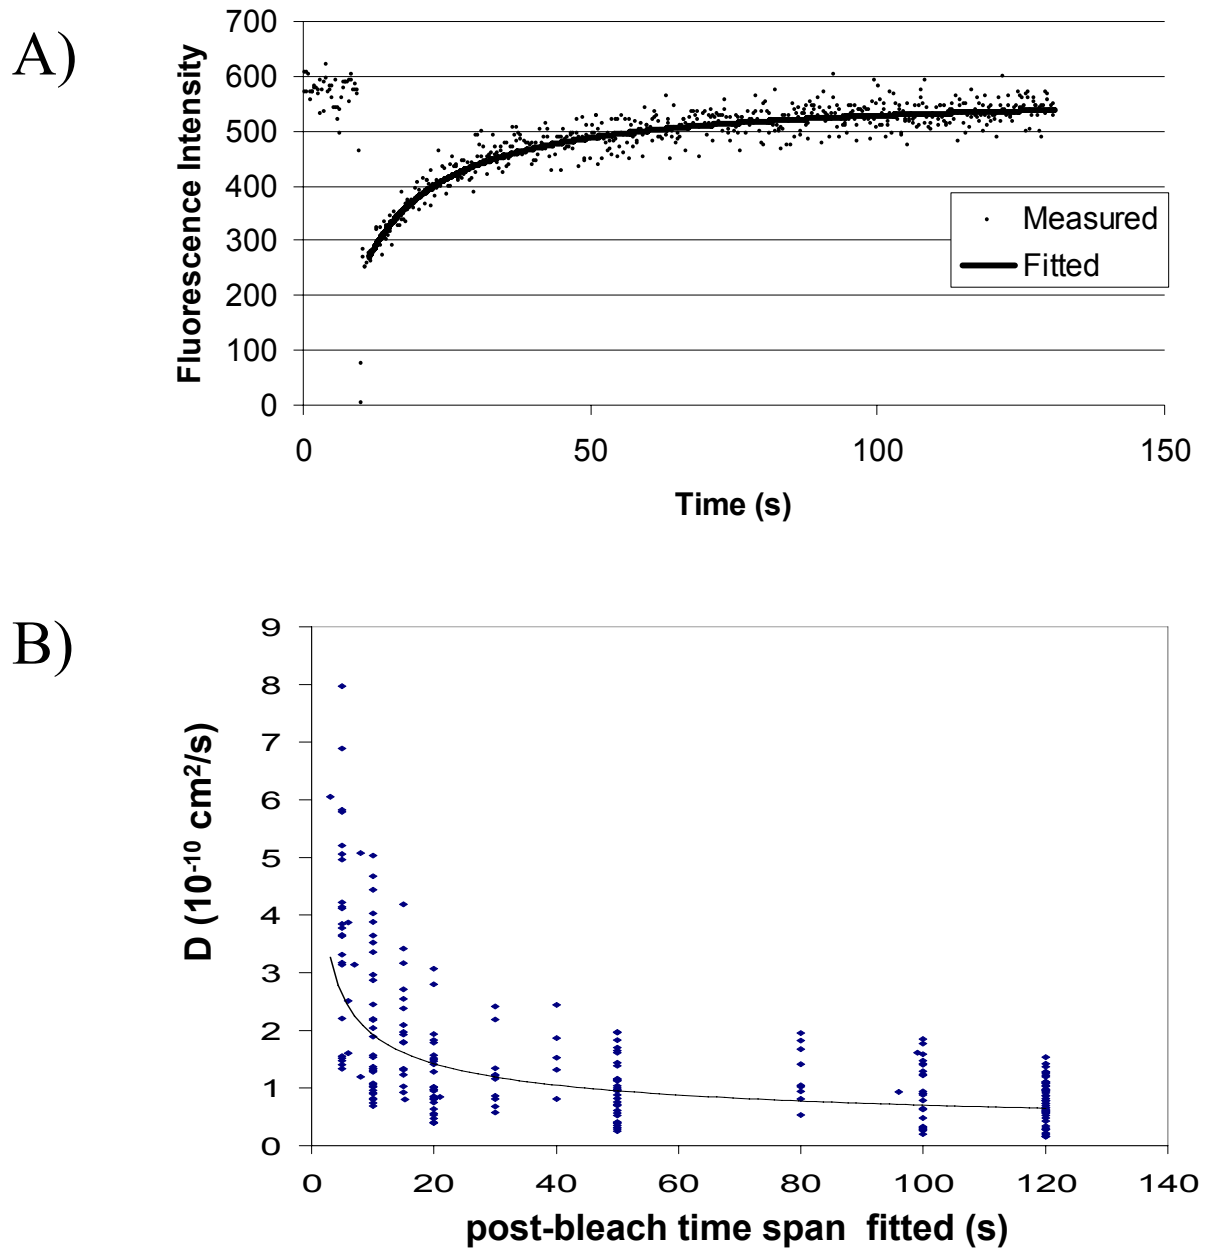 A)
700
600
500
400
300
200
100
0
Fluorescence Intensity
Measured
Fitted
0 50 100 150
Time (s)
B)
9
8
7
6
5
4
3
2
1
0
D (10⁻¹⁰ cm²/s)
0 20 40 60 80 100 120 140
post-bleach time span fitted (s)